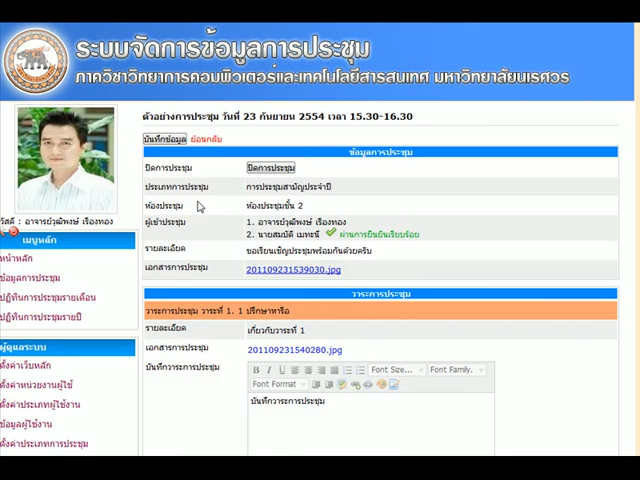 ระบบจัดการข้อมูลการประชุม
ภาควิชาวิทยาการคอมพิวเตอร์และเทคโนโลยีสารสนเทศ มหาวิทยาลัยนเรศวร
ตัวอย่างการประชุม วันที่ 23 กันยายน 2554 เวลา 15.30-16.30
บันทึกข้อมูล ย้อนกลับ
ข้อมูลการประชุม
ปิดการประชุม ปิดการประชุม
ประเภทการประชุม การประชุมสามัญประจำปี
ห้องประชุม ห้องประชุมชั้น 2
ผู้เข้าประชุม 1. อาจารย์วุฒิพงษ์ เรือนทอง
2. นายสมบัติ เมทะนี ผ่านการยืนยันเรียบร้อย
รายละเอียด ขอเรียนเชิญประชุมพร้อมกันด้วยครับ
เอกสารการประชุม 201109231539030.jpg
วาระการประชุม
วาระการประชุม วาระที่ 1. 1 ปรึกษาหารือ
รายละเอียด เกี่ยวกับวาระที่ 1
เอกสารการประชุม 201109231540280.jpg
บันทึกวาระการประชุม
B I U Font Size... Font Family.
Font Format
บันทึกวาระการประชุม
วัสดี : อาจารย์วุฒิพงษ์ เรือนทอง
เมนูหลัก
หน้าหลัก
ข้อมูลการประชุม
ปฏิทินการประชุมรายเดือน
ปฏิทินการประชุมรายปี
ผู้ดูแลระบบ
ตั้งค่าเว็บหลัก
ตั้งค่าหน่วยงานผู้ใช้
ตั้งค่าประเภทผู้ใช้งาน
ข้อมูลผู้ใช้งาน
ตั้งค่าประเภทการประชุม